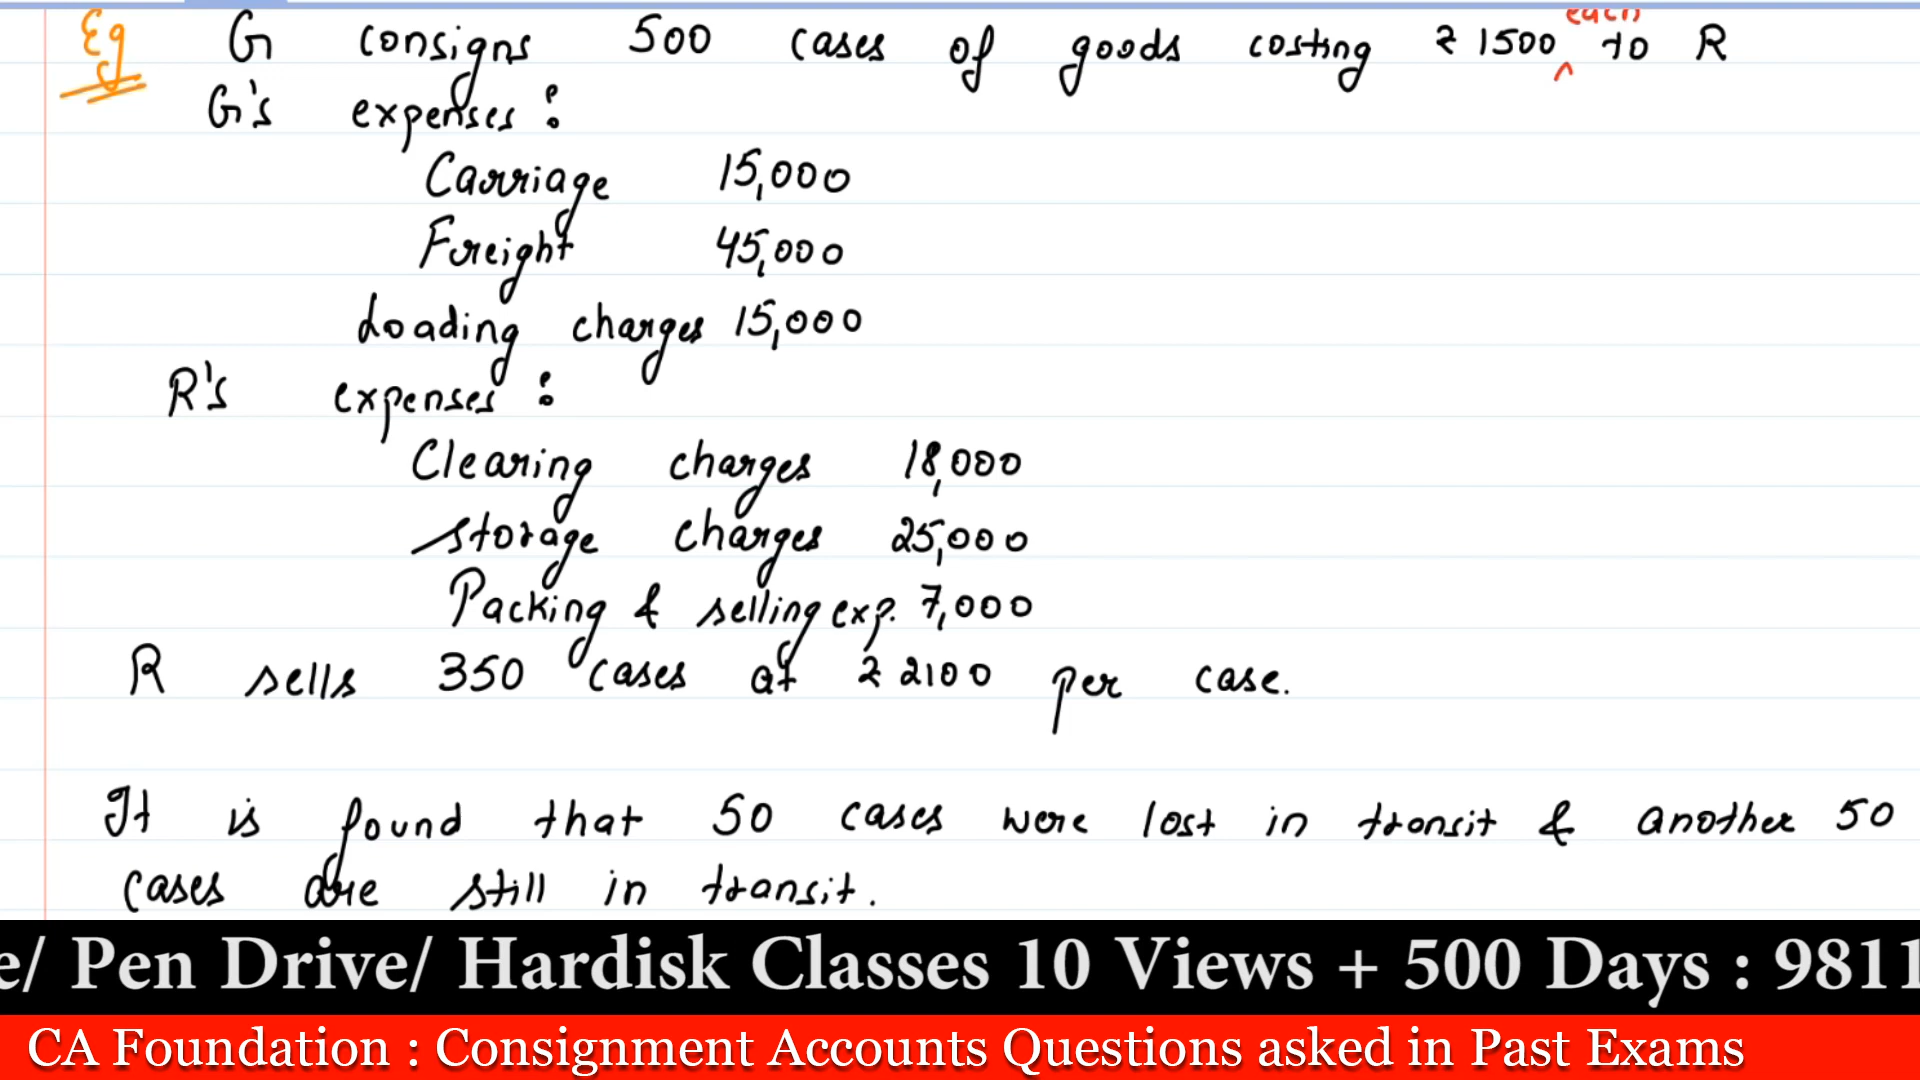 Eg G consigns 500 cases of goods costing ₹ 1500 each to R
G's expenses :
Carriage 15,000
Freight 45,000
Loading charges 15,000
R's expenses :
Clearing charges 18,000
Storage charges 25,000
Packing & selling exp. 7,000
R sells 350 cases at ₹ 2100 per case.
It is found that 50 cases were lost in transit & another 50
cases are still in transit.
e/ Pen Drive/ Hardisk Classes 10 Views + 500 Days : 9811
CA Foundation : Consignment Accounts Questions asked in Past Exams